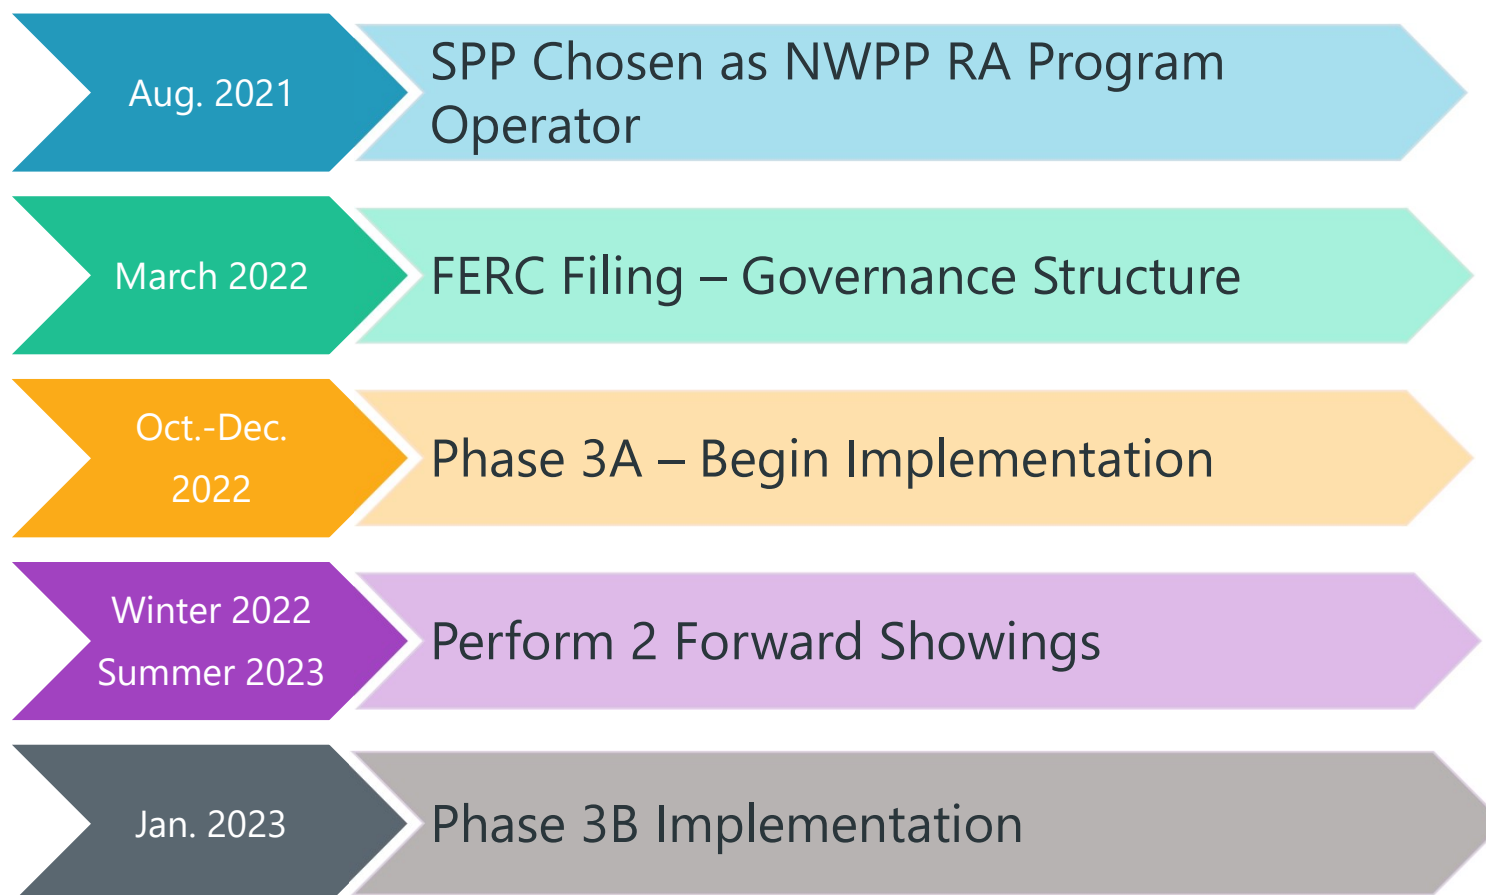 Aug. 2021
SPP Chosen as NWPP RA Program
Operator
March 2022
FERC Filing – Governance Structure
Oct.-Dec.
2022
Phase 3A – Begin Implementation
Winter 2022
Summer 2023
Perform 2 Forward Showings
Jan. 2023
Phase 3B Implementation